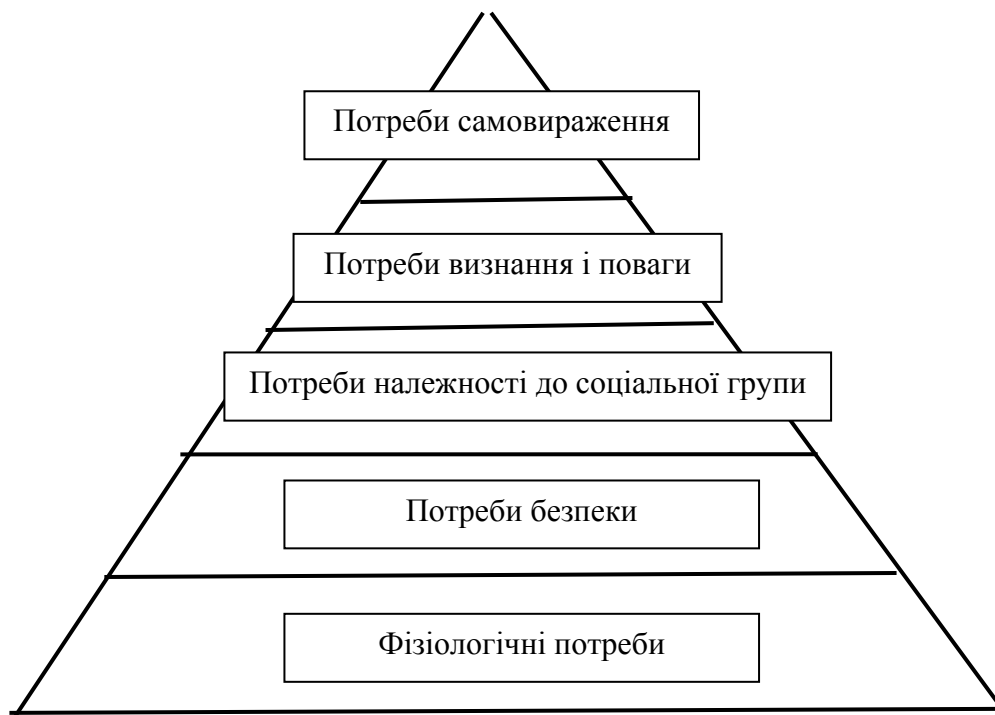 Потреби самовираження
Потреби визнання і поваги
Потреби належності до соціальної групи
Потреби безпеки
Фізіологічні потреби